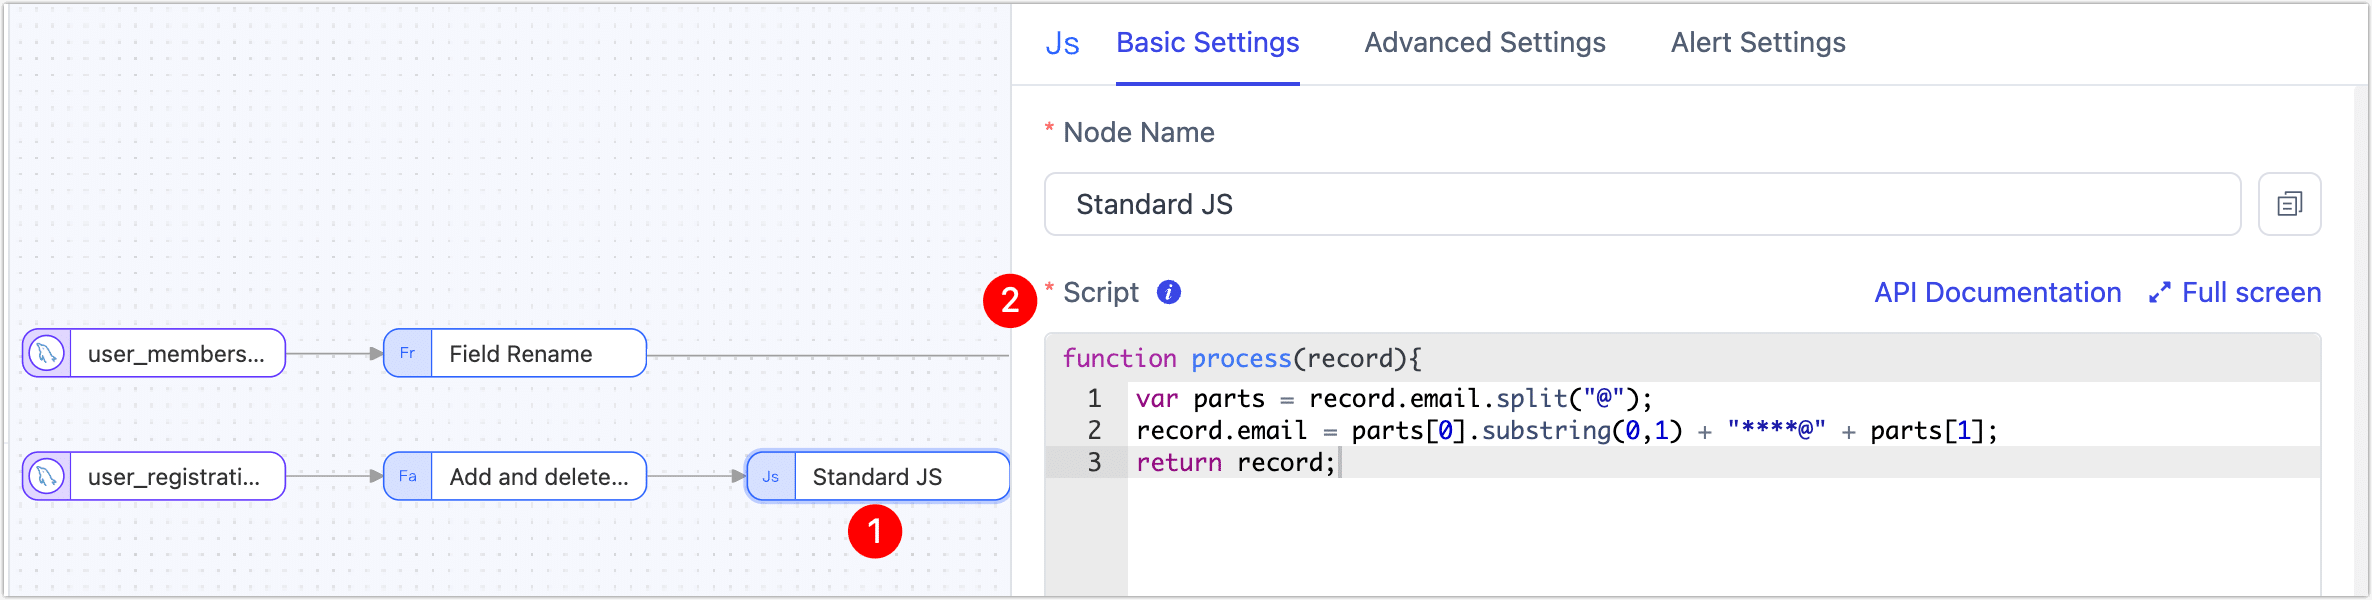 Js Basic Settings Advanced Settings Alert Settings
* Node Name
Standard JS
2 * Script i API Documentation Full screen
function process(record){
1 var parts = record.email.split("@");
2 record.email = parts[0].substring(0,1) + "****@" + parts[1];
3 return record;
user_members... Fr Field Rename
user_registrati... Fa Add and delete... Js Standard JS
1